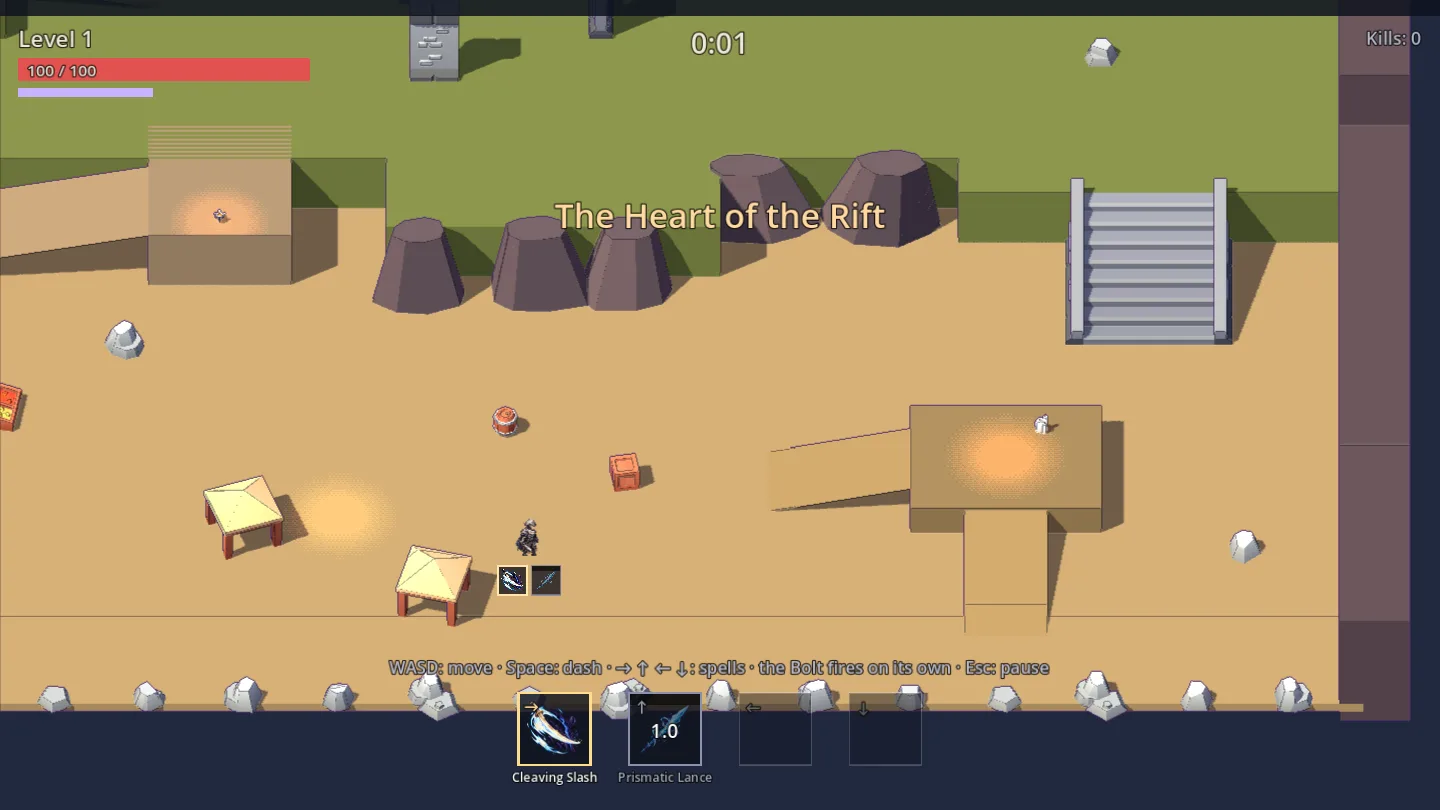 Level 1
0:01
Kills: 0
100 / 100
The Heart of the Rift
WASD: move · Space: dash · → ↑ ← ↓: spells · the Bolt fires on its own · Esc: pause
→ ↑ ← ↓
1.0
Cleaving Slash
Prismatic Lance